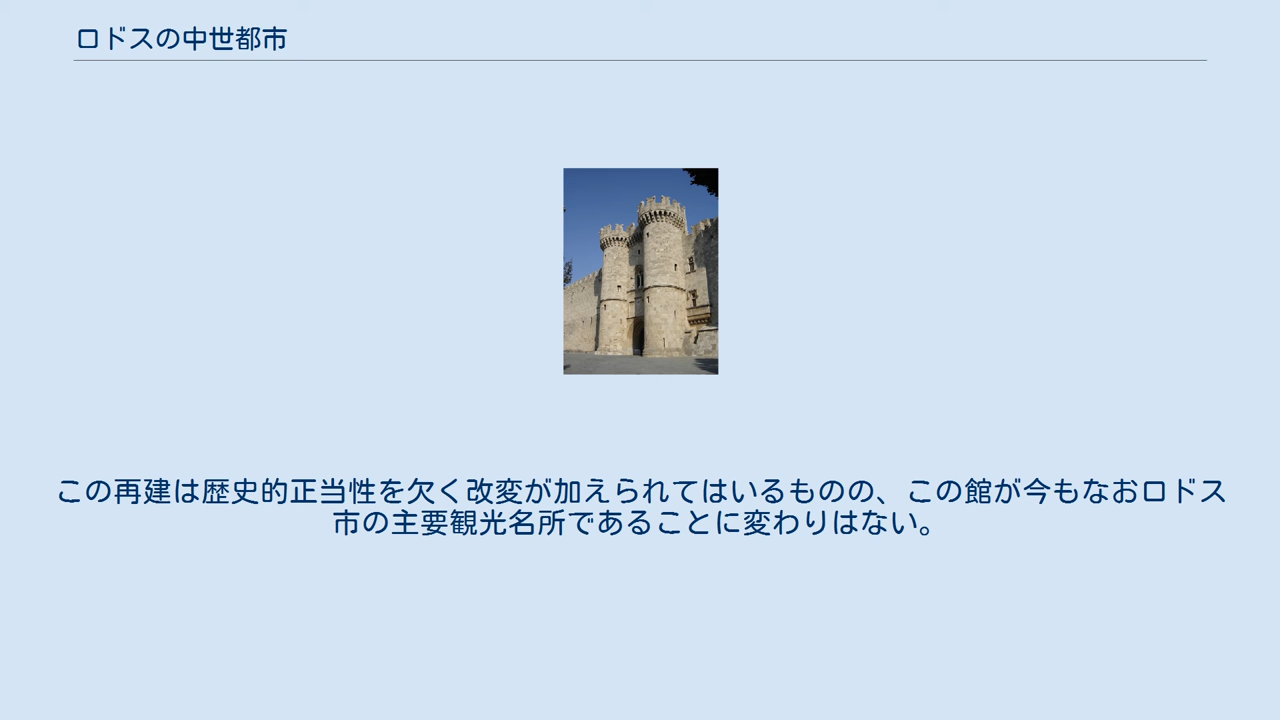 ロドスの中世都市
この再建は歴史的正当性を欠く改変が加えられてはいるものの、この館が今もなおロドス
市の主要観光名所であることに変わりはない。